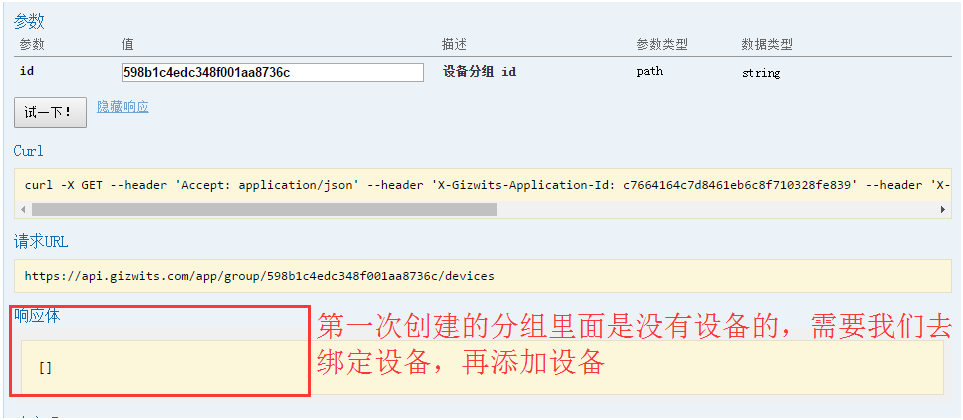 参数
参数 值 描述 参数类型 数据类型
id 598b1c4edc348f001aa8736c 设备分组 id path string
试一下！ 隐藏响应
Curl
curl -X GET --header 'Accept: application/json' --header 'X-Gizwits-Application-Id: c7664164c7d8461eb6c8f710328fe839' --header 'X-
请求URL
https://api.gizwits.com/app/group/598b1c4edc348f001aa8736c/devices
响应体
[]
第一次创建的分组里面是没有设备的，需要我们去
绑定设备，再添加设备